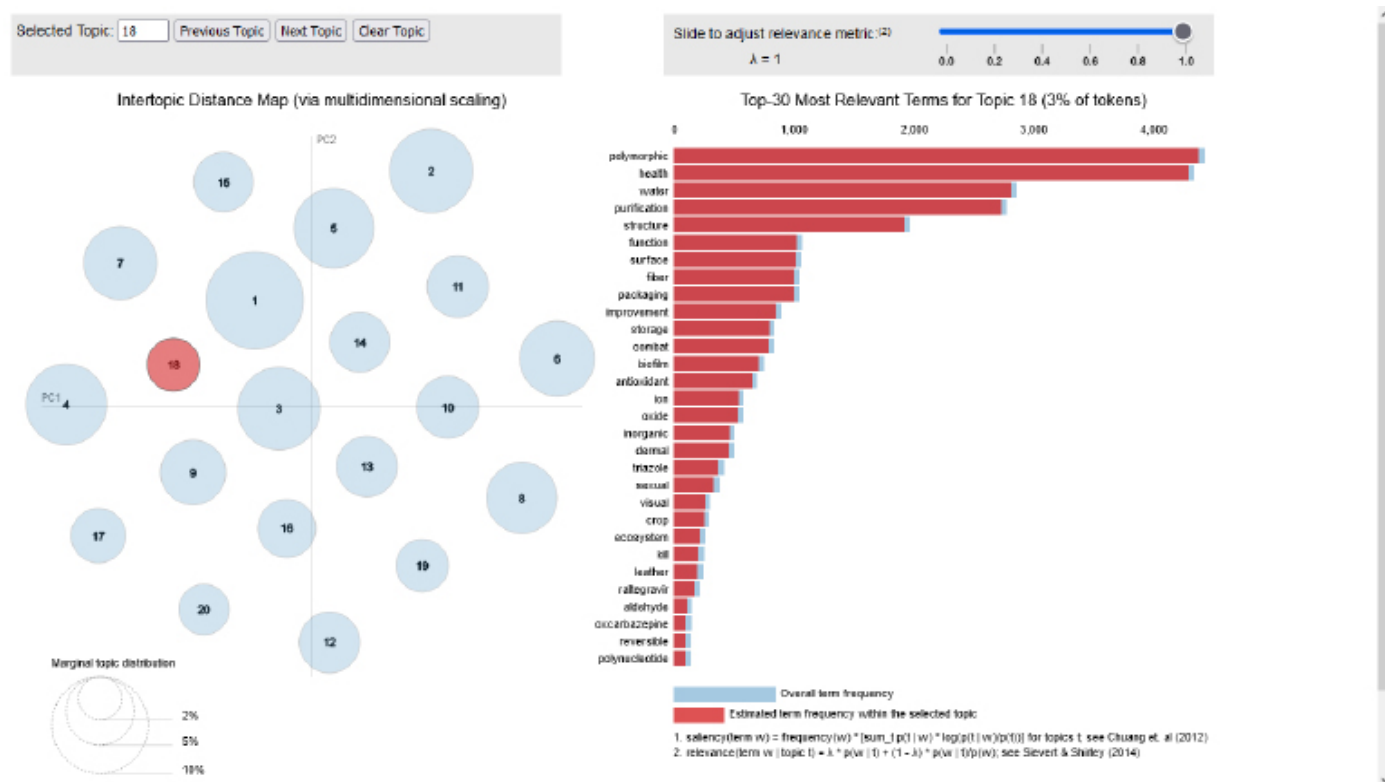 Selected Topic: 18 Previous Topic Next Topic Clear Topic
Slide to adjust relevance metric:(2)
λ = 1
0.0 0.2 0.4 0.6 0.8 1.0
Intertopic Distance Map (via multidimensional scaling)
PC2
PC1
2
5
7
1
11
14
6
18
4
3
10
9
13
8
17
16
19
20
12
Marginal topic distribution
2%
5%
10%
Top-30 Most Relevant Terms for Topic 18 (3% of tokens)
0 1,000 2,000 3,000 4,000
polymorphic
health
water
purification
structure
function
surface
fiber
packaging
improvement
storage
combat
biofilm
antioxidant
ion
oxide
inorganic
dermal
triazole
sexual
visual
crop
ecosystem
kill
leather
raltegravir
aldehyde
oxcarbazepine
reversible
polynucleotide
Overall term frequency
Estimated term frequency within the selected topic
1. saliency(term w) = frequency(w) * [sum_t p(t | w) * log(p(t | w)/p(t))] for topics t; see Chuang et. al (2012)
2. relevance(term w | topic t) = λ * p(w | t) + (1 - λ) * p(w | t)/p(w); see Sievert & Shirley (2014)